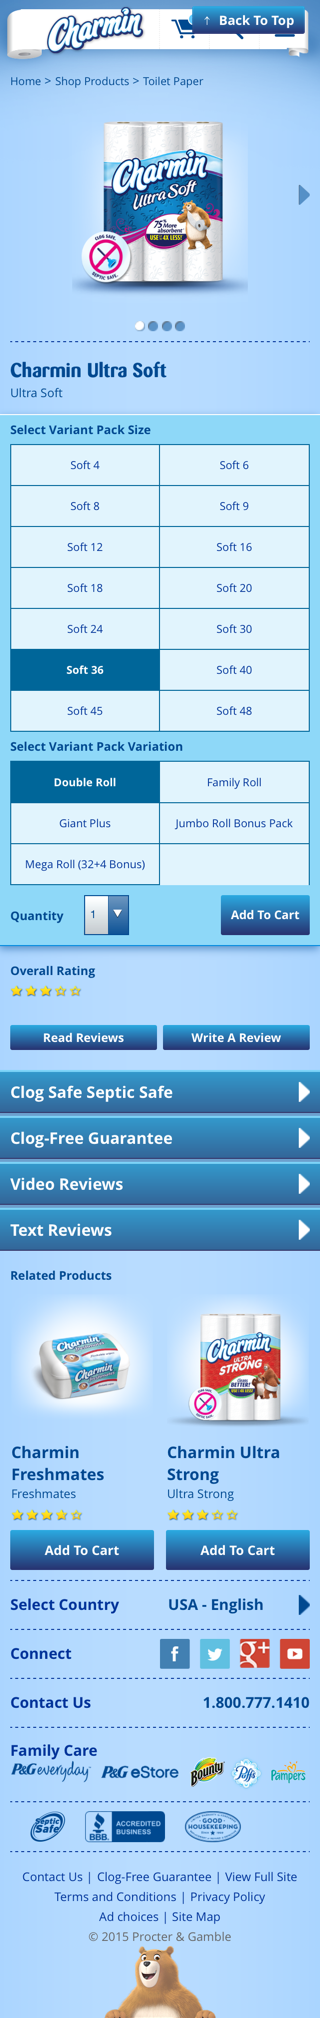 Charmin
↑ Back To Top
Home > Shop Products > Toilet Paper
Charmin
Ultra Soft
75% More
absorbent*
USE UP TO 4X LESS!
CLOG SAFE.
SEPTIC SAFE.
Charmin Ultra Soft
Ultra Soft
Select Variant Pack Size
Soft 4
Soft 6
Soft 8
Soft 9
Soft 12
Soft 16
Soft 18
Soft 20
Soft 24
Soft 30
Soft 36
Soft 40
Soft 45
Soft 48
Select Variant Pack Variation
Double Roll
Family Roll
Giant Plus
Jumbo Roll Bonus Pack
Mega Roll (32+4 Bonus)
Quantity
1
Add To Cart
Overall Rating
Read Reviews
Write A Review
Clog Safe Septic Safe
Clog-Free Guarantee
Video Reviews
Text Reviews
Related Products
Charmin
Charmin
Charmin
ULTRA
STRONG
BETTER!
Charmin
Freshmates
Freshmates
Charmin Ultra
Strong
Ultra Strong
Add To Cart
Add To Cart
Select Country
USA - English
Connect
f
g+
Contact Us
1.800.777.1410
Family Care
P&G everyday
P&G eStore
Bounty
Puffs
Pampers
Septic
Safe
BBB.
ACCREDITED
BUSINESS
GOOD
HOUSEKEEPING
Contact Us | Clog-Free Guarantee | View Full Site
Terms and Conditions | Privacy Policy
Ad choices | Site Map
© 2015 Procter & Gamble